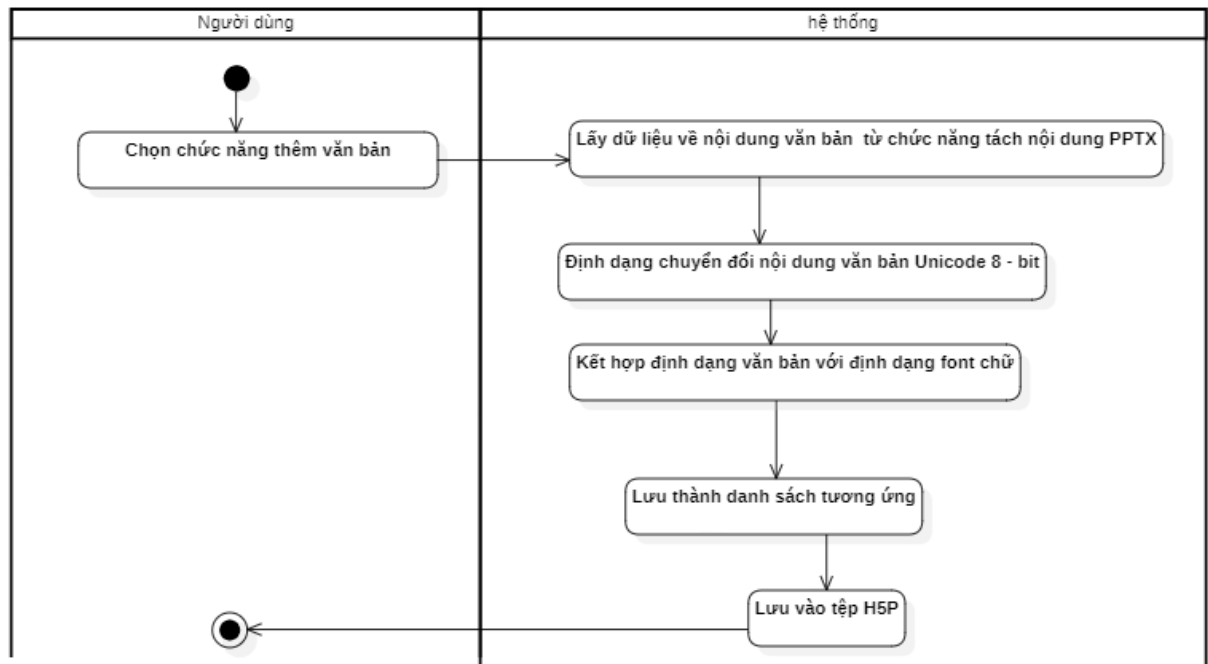 Người dùng
hệ thống
Chọn chức năng thêm văn bản
Lấy dữ liệu về nội dung văn bản từ chức năng tách nội dung PPTX
Định dạng chuyển đổi nội dung văn bản Unicode 8 - bit
Kết hợp định dạng văn bản với định dạng font chữ
Lưu thành danh sách tương ứng
Lưu vào tệp H5P